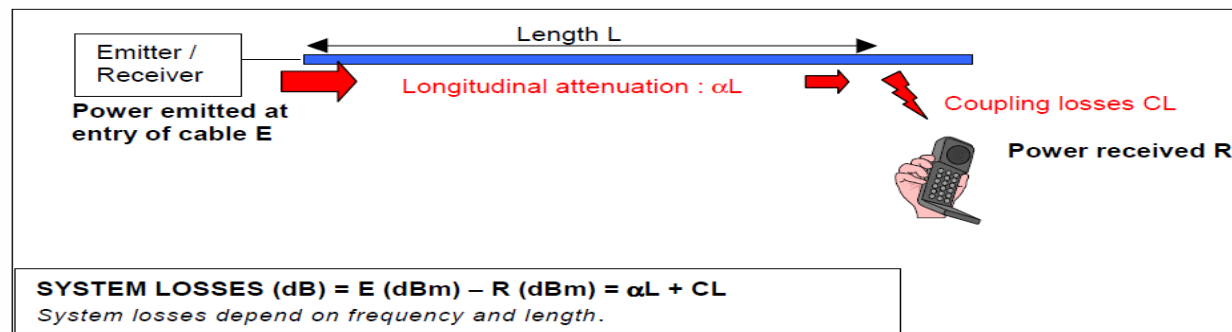 Length L
Emitter /
Receiver
Longitudinal attenuation : αL
Power emitted at
entry of cable E
Coupling losses CL
Power received R
SYSTEM LOSSES (dB) = E (dBm) – R (dBm) = αL + CL
System losses depend on frequency and length.